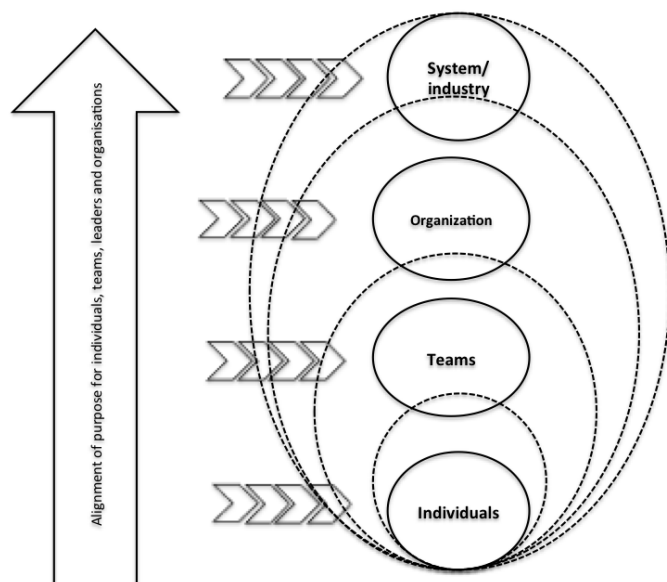 Alignment of purpose for individuals, teams, leaders and organisations
System/
industry
Organization
Teams
Individuals